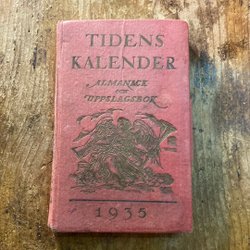 TIDENS
KALENDER
ALMANACK
OCH
UPPSLAGSBOK
1935